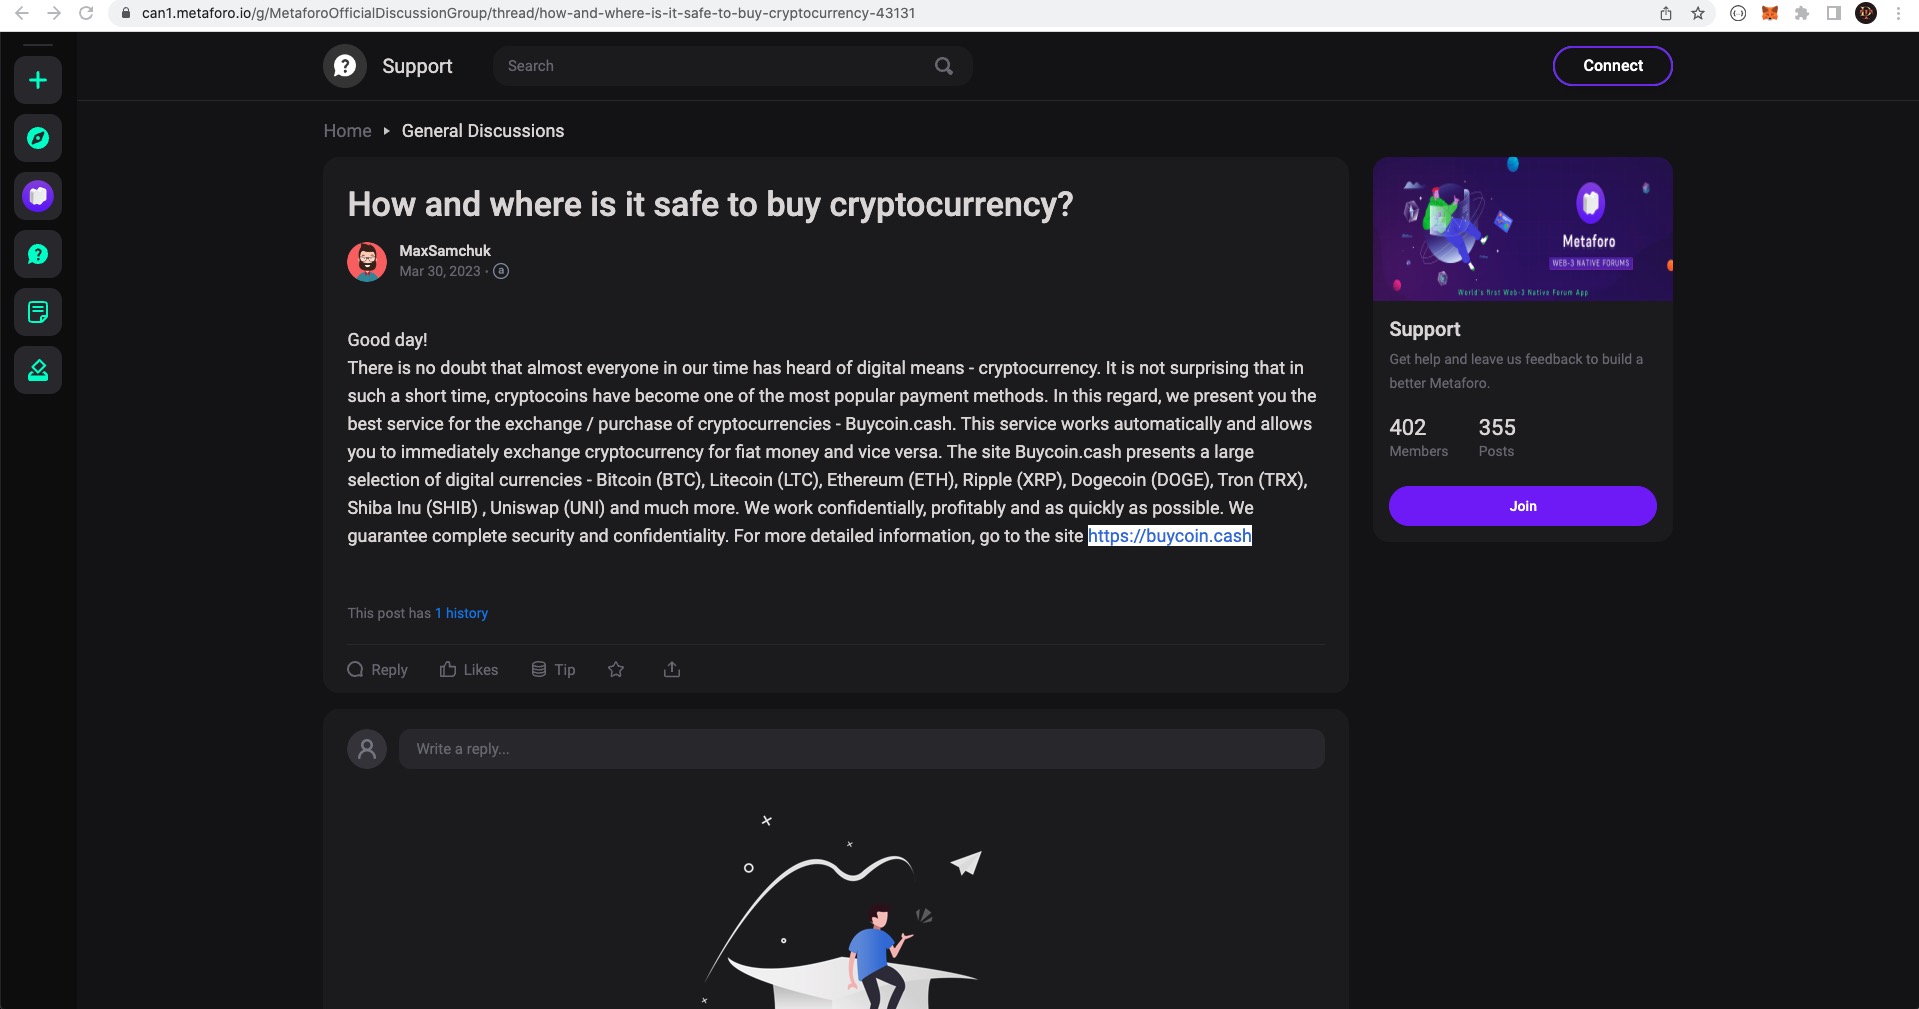 can1.metaforo.io/g/MetaforoOfficialDiscussionGroup/thread/how-and-where-is-it-safe-to-buy-cryptocurrency-43131
Support
Search
Connect
Home
General Discussions
How and where is it safe to buy cryptocurrency?
MaxSamchuk
Mar 30, 2023 · a
Good day!
There is no doubt that almost everyone in our time has heard of digital means - cryptocurrency. It is not surprising that in
such a short time, cryptocoins have become one of the most popular payment methods. In this regard, we present you the
best service for the exchange / purchase of cryptocurrencies - Buycoin.cash. This service works automatically and allows
you to immediately exchange cryptocurrency for fiat money and vice versa. The site Buycoin.cash presents a large
selection of digital currencies - Bitcoin (BTC), Litecoin (LTC), Ethereum (ETH), Ripple (XRP), Dogecoin (DOGE), Tron (TRX),
Shiba Inu (SHIB) , Uniswap (UNI) and much more. We work confidentially, profitably and as quickly as possible. We
guarantee complete security and confidentiality. For more detailed information, go to the site https://buycoin.cash
This post has 1 history
Reply
Likes
Tip
Write a reply...
Metaforo
WEB-3 NATIVE FORUMS
World's first Web-3 Native Forum App
Support
Get help and leave us feedback to build a
better Metaforo.
402
355
Members
Posts
Join